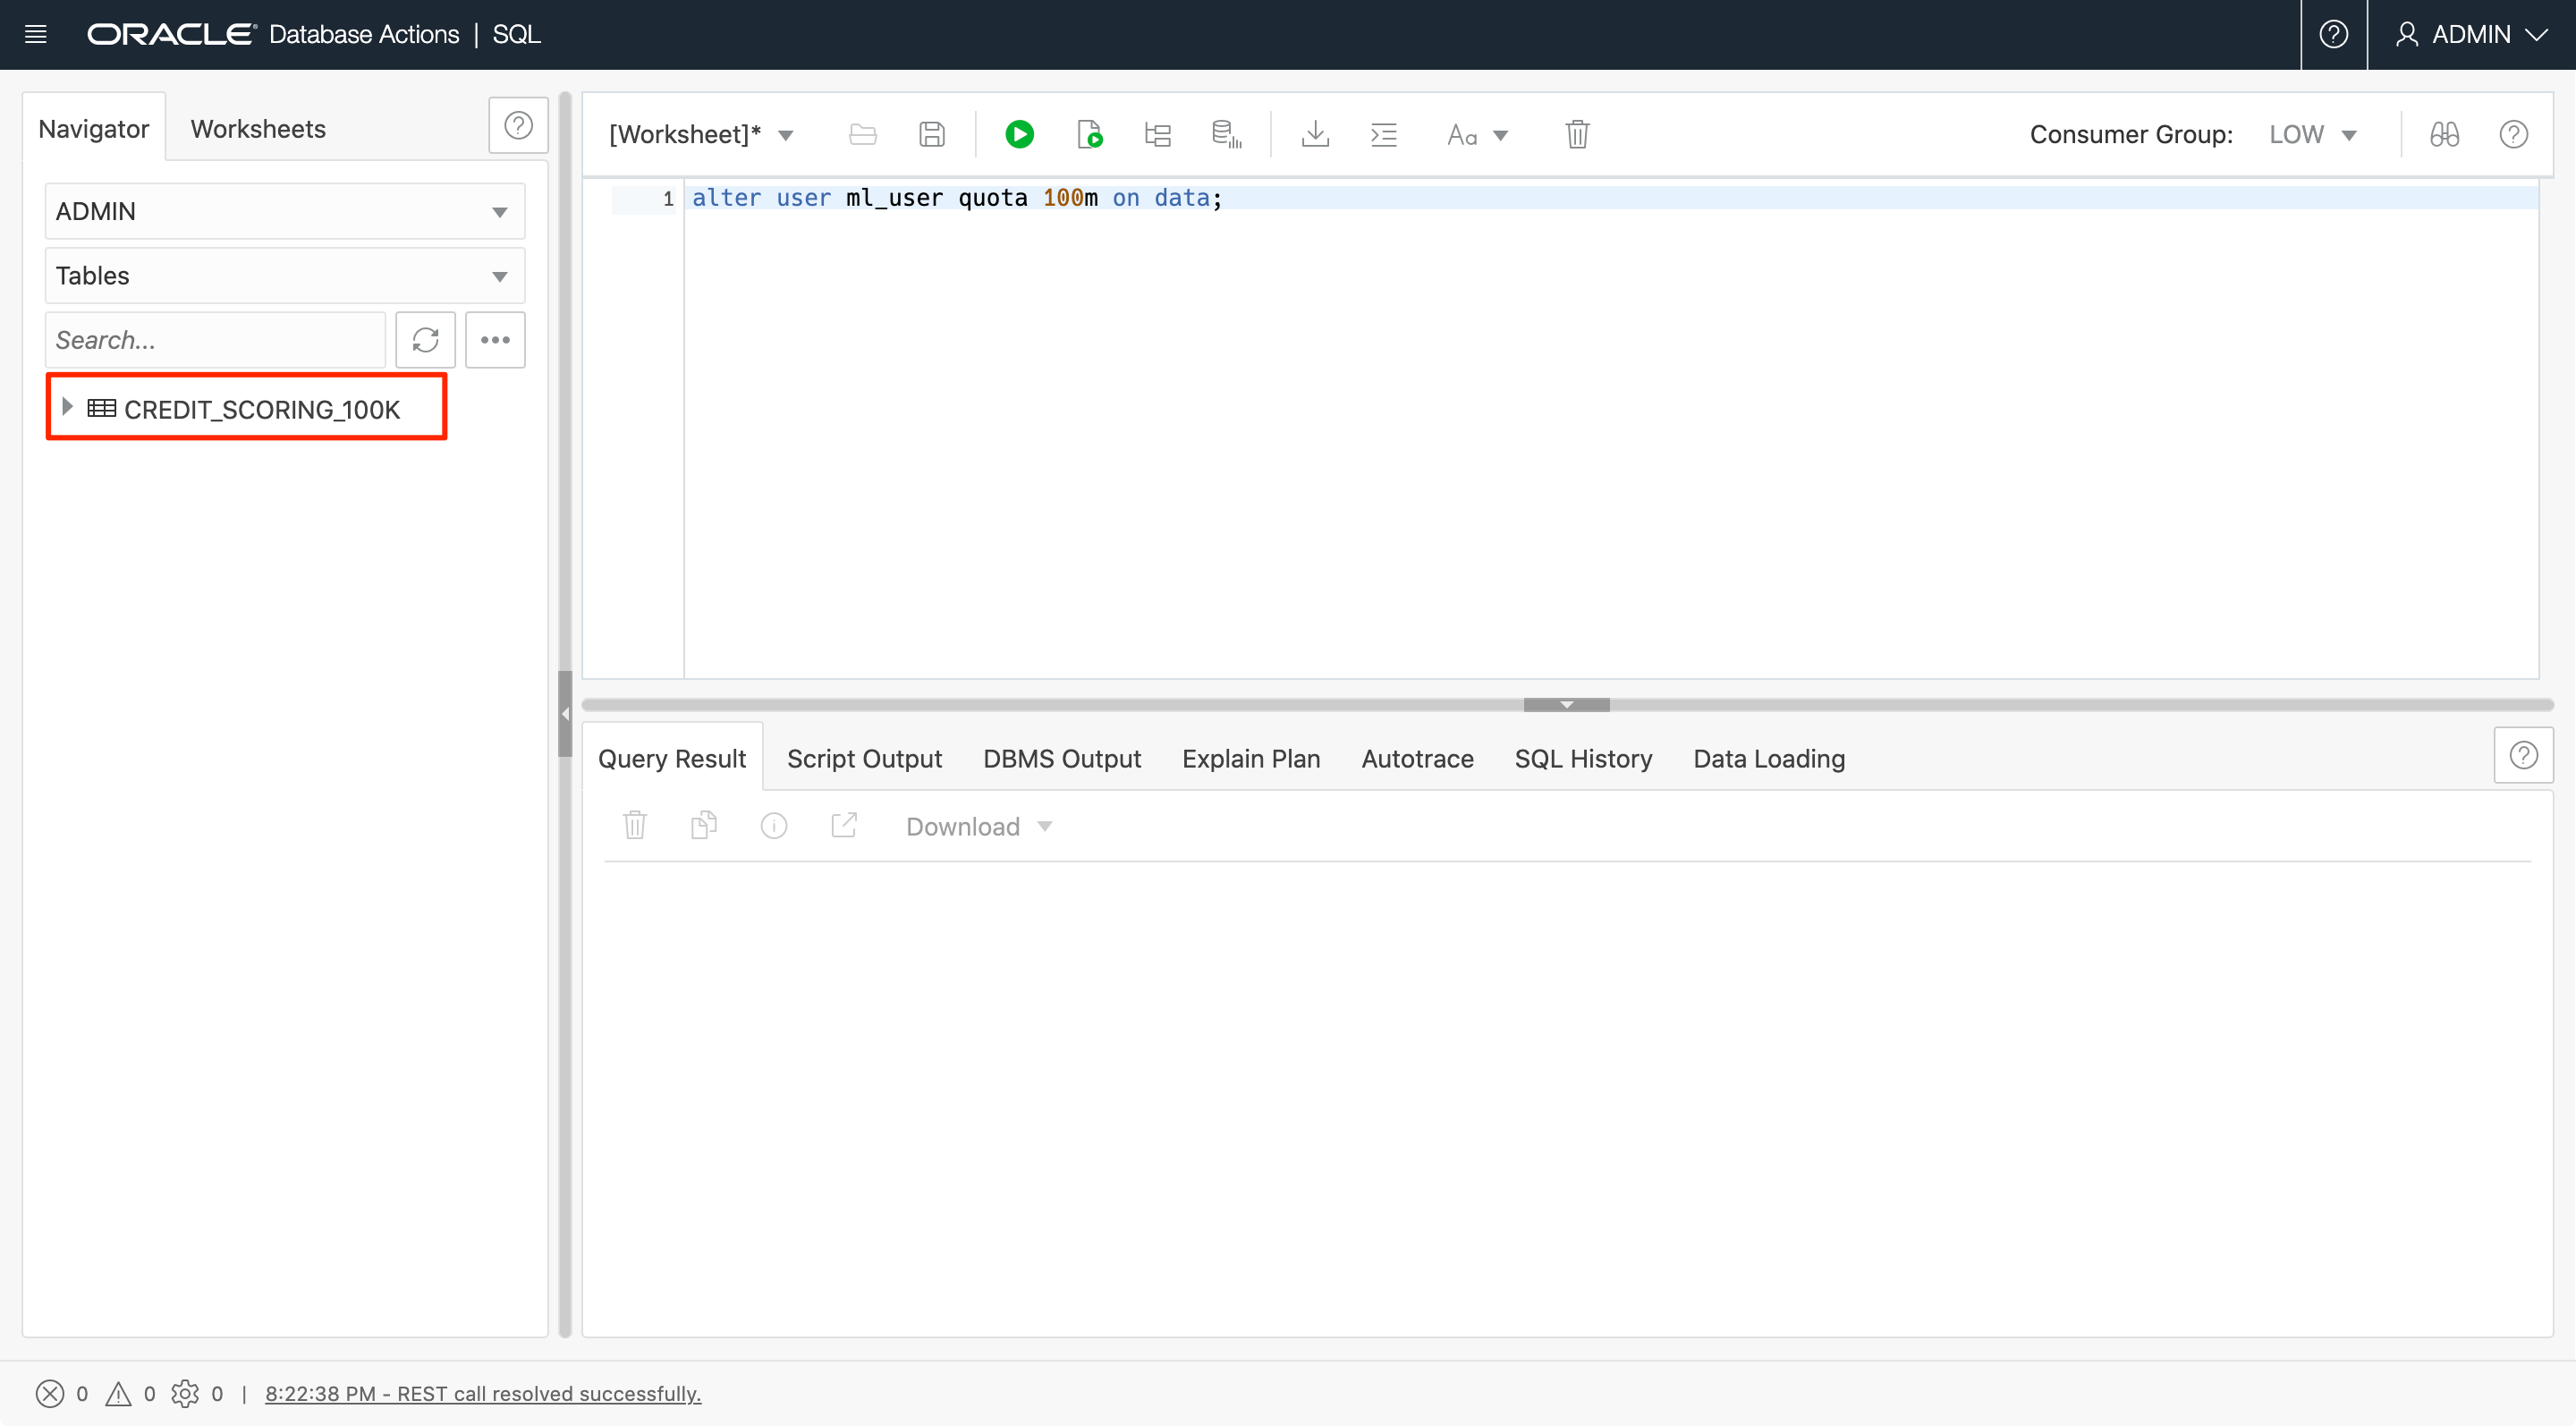 ORACLE Database Actions | SQL
ADMIN
Navigator
Worksheets
ADMIN
Tables
Search...
CREDIT_SCORING_100K
[Worksheet]*
Aa
Consumer Group: LOW
1 alter user ml_user quota 100m on data;
Query Result
Script Output
DBMS Output
Explain Plan
Autotrace
SQL History
Data Loading
Download
0 0 0 | 8:22:38 PM - REST call resolved successfully.